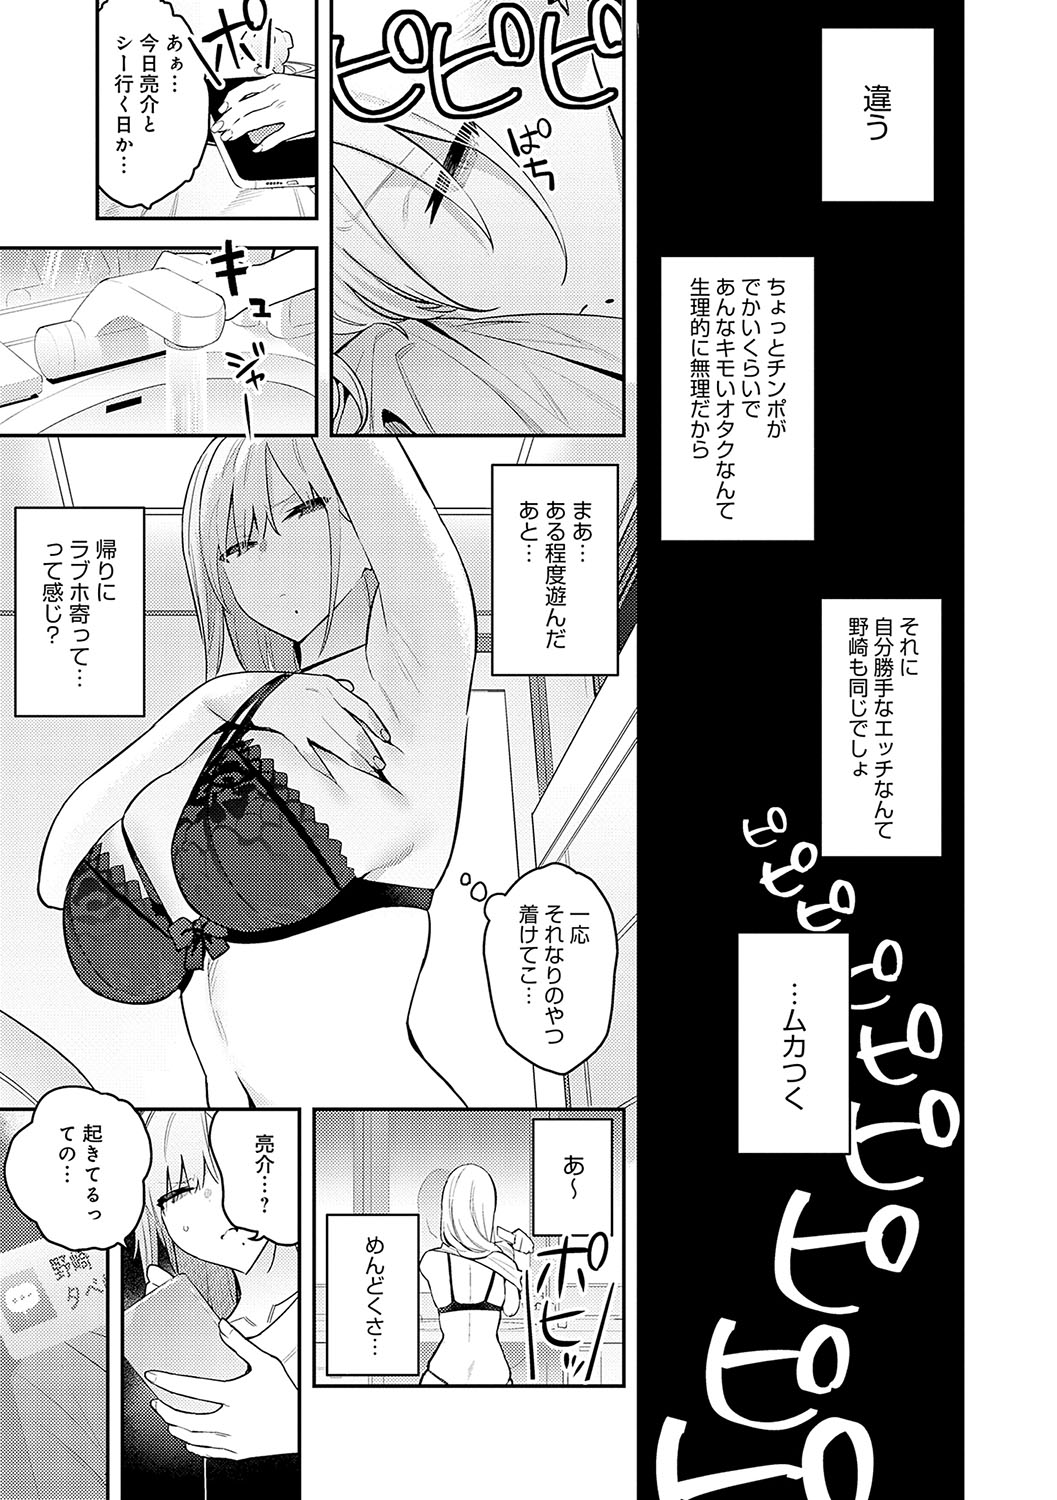 違う
ちょっとチンポが
でかいくらいで
あんなキモいオタクなんて
生理的に無理だから
それに
自分勝手なエッチなんて
野崎も同じでしょ
ピピピピピピピピ
…ムカつく
ピピピ
ぱち
ポ
あぁ…
今日亮介と
シー行く日か…
キュ
ジャー
まあ…
ある程度遊んだ
あと…
帰りに
ラブホ寄って…
って感じ?
一応
それなりのやつ
着けてこ…
あ〜
ポヒッ
めんどくさ…
亮介…?
起きてるっ
ての…
野崎
タベ